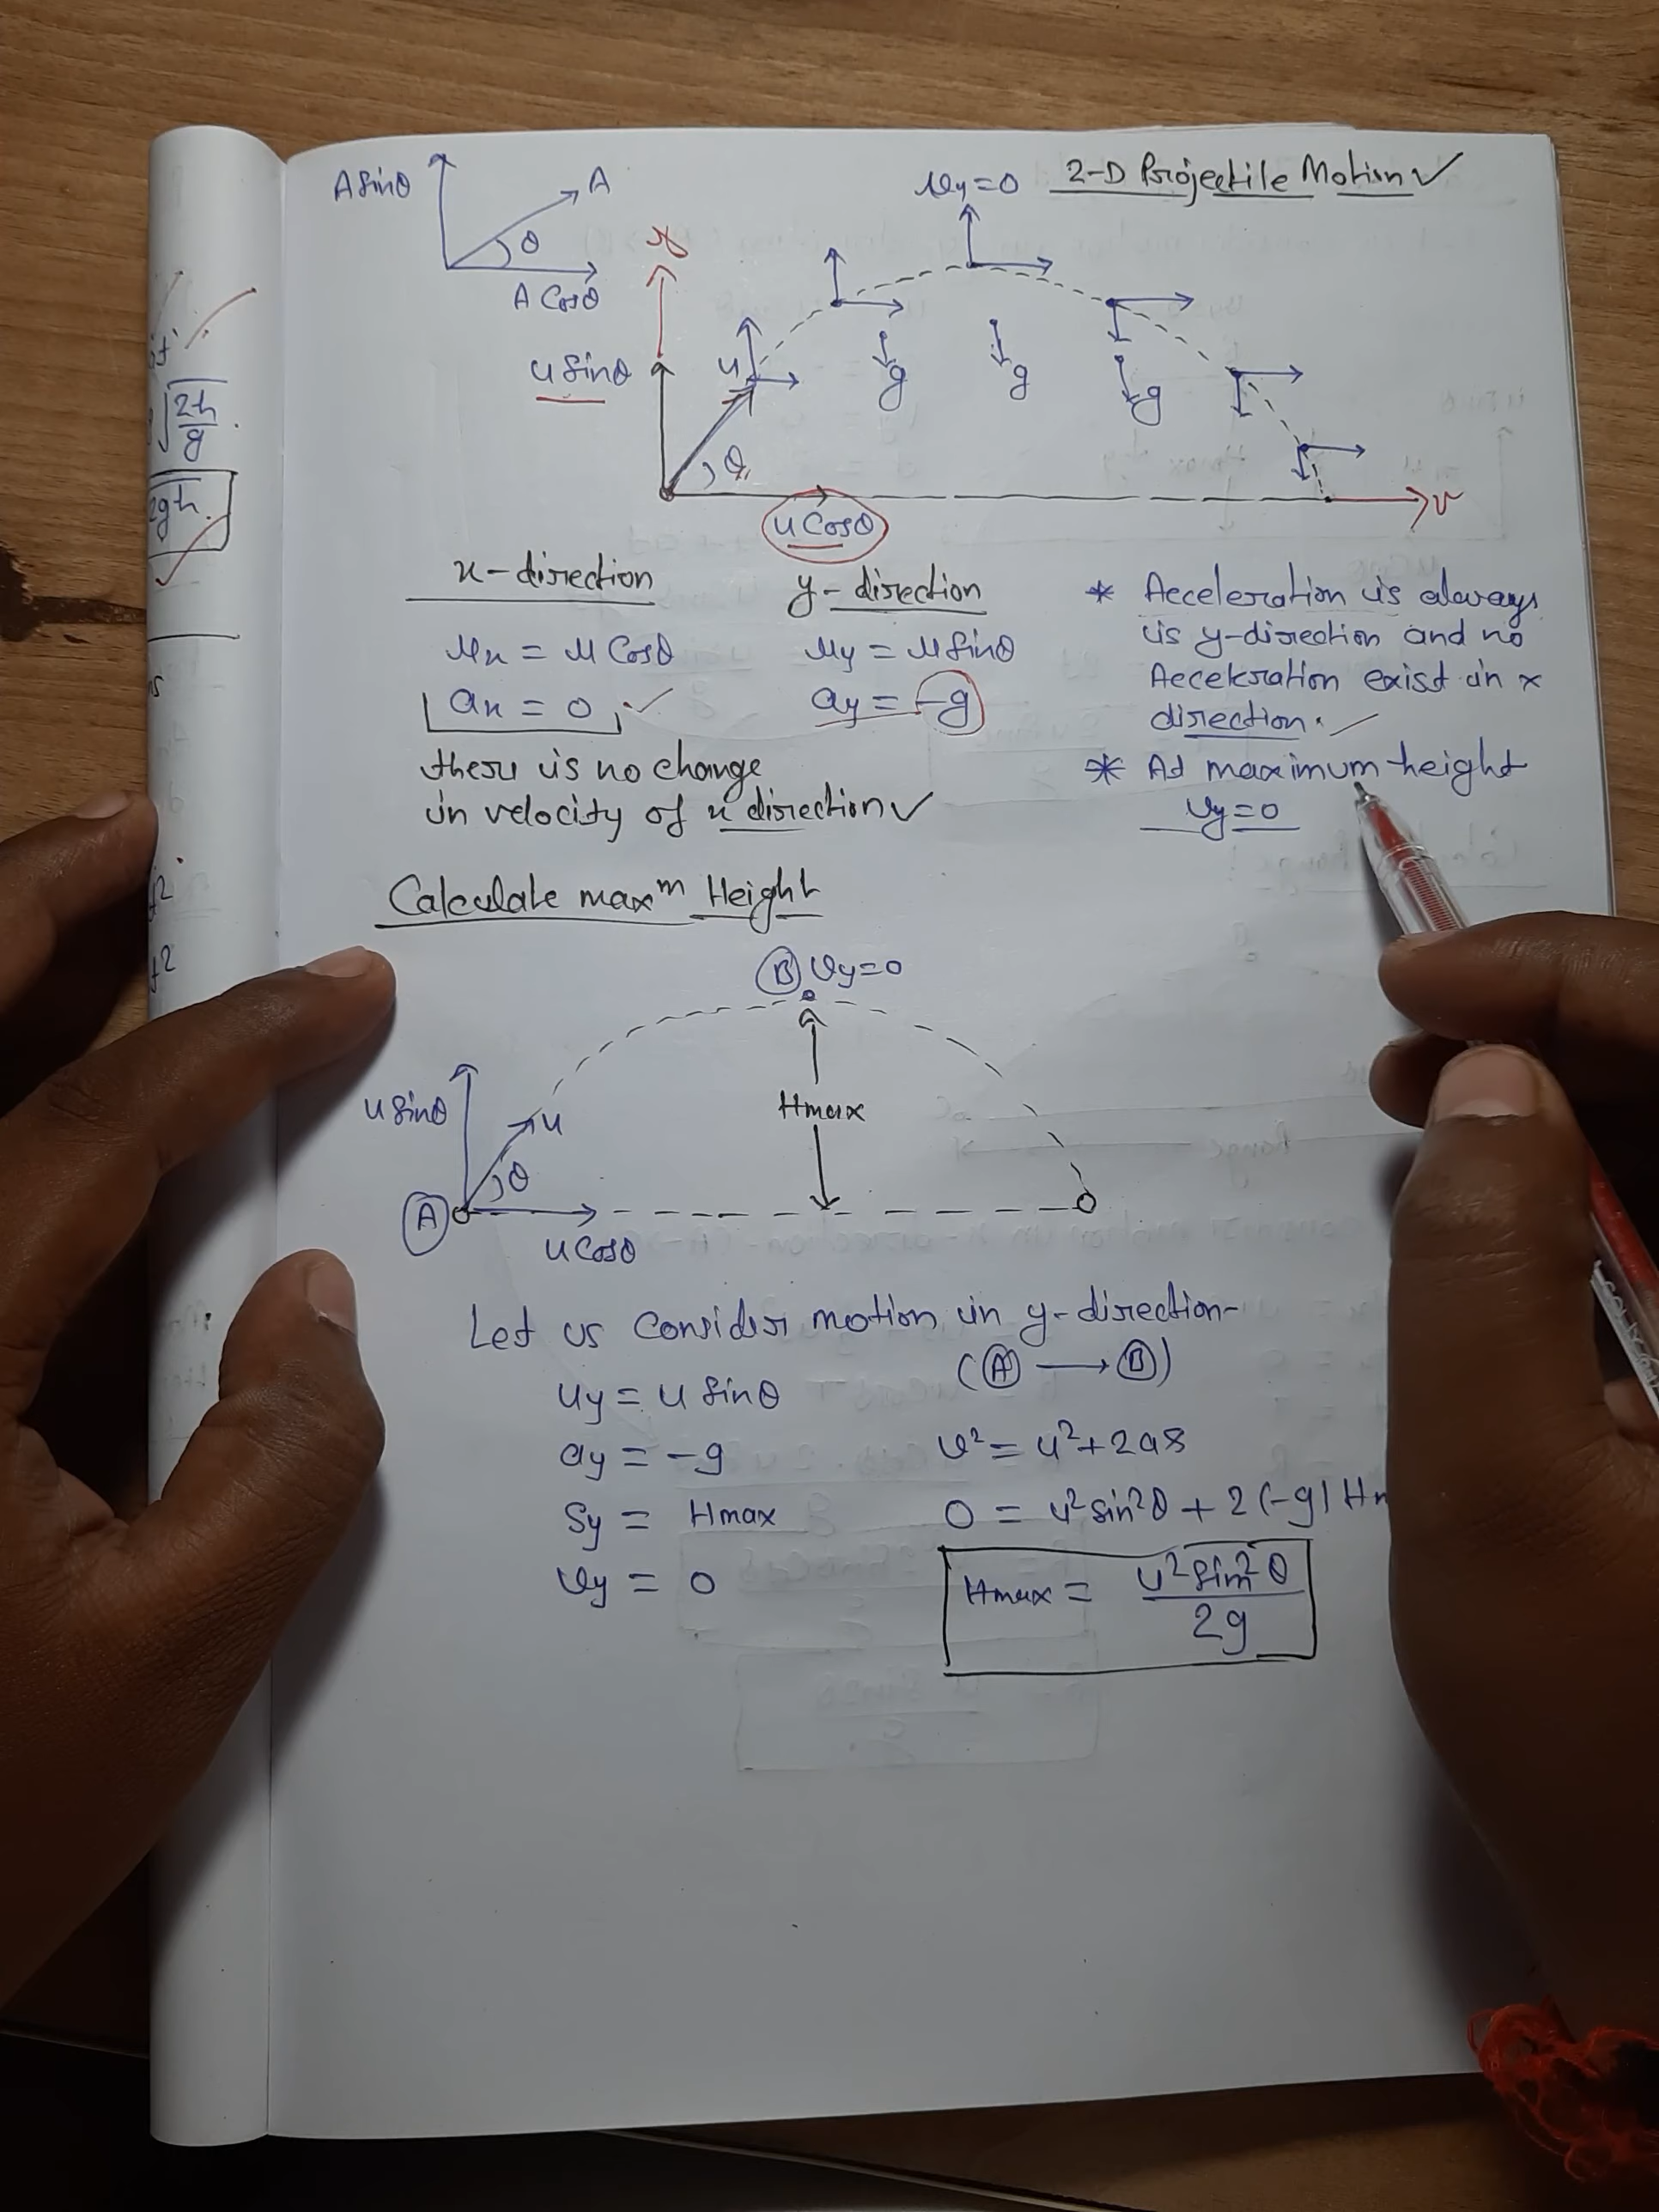 2-D Projectile Motion
A Sinθ
A
θ
A Cosθ
vy=0
u Sinθ
u
θ
g
g
g
u Cosθ
v
x-direction
ux = u Cosθ
ax = 0
there is no change
in velocity of x direction
y-direction
uy = u Sinθ
ay = -g
* Acceleration is always
is y-direction and no
Acceleration exist in x
direction.
* At maximum height
vy=0
Calculate maxᵐ Height
B vy=0
u Sinθ
u
θ
Hmax
A
u Cosθ
Let us Consider motion in y-direction-
(A → B)
uy = u Sinθ
ay = -g
Sy = Hmax
vy = 0
v² = u²+2as
0 = u² sin²θ + 2 (-g)
Hmax = u² Sin²θ / 2g
√2h/g
2gh